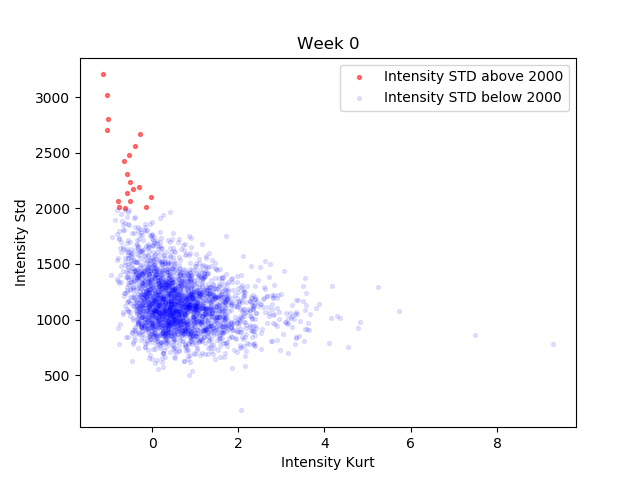 Week 0
Intensity STD above 2000
Intensity STD below 2000
3000
2500
2000
1500
1000
500
Intensity Std
0 2 4 6 8
Intensity Kurt